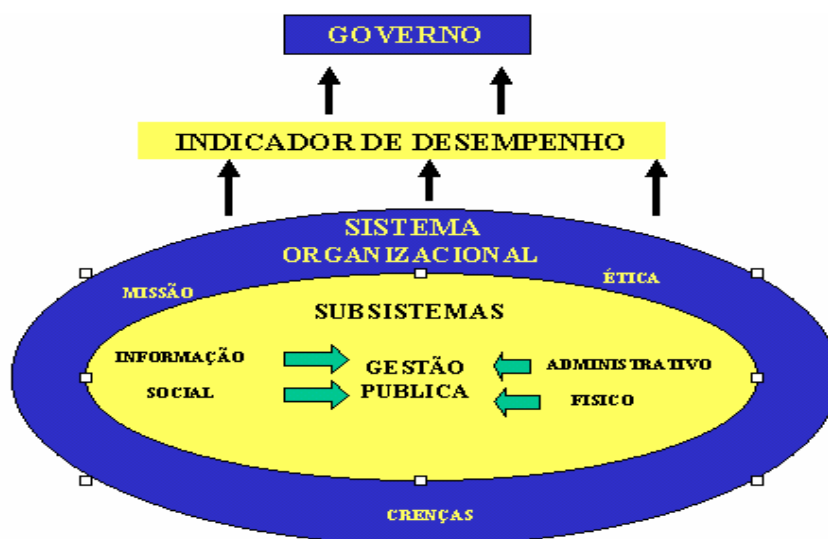 GOVERNO
INDICADOR DE DESEMPENHO
SISTEMA
ORGANIZACIONAL
MISSÃO
ÉTICA
SUBSISTEMAS
INFORMAÇÃO
GESTÃO
ADMINISTRATIVO
SOCIAL
PUBLICA
FISICO
CRENÇAS